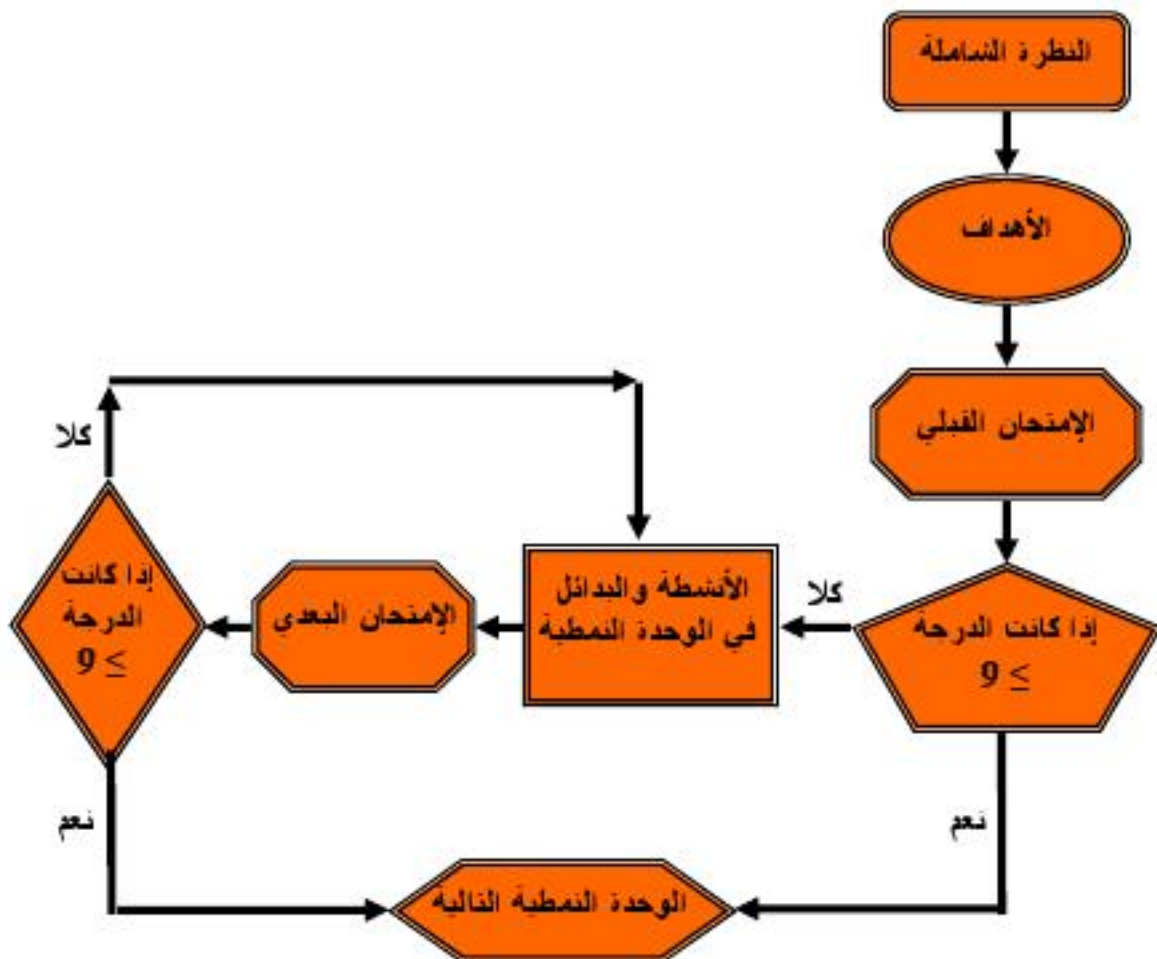 النظرة الشاملة
الأهداف
الإمتحان القبلي
إذا كانت الدرجة
9 ≤
كلا
الأنشطة والبدائل
في الوحدة النمطية
الإمتحان البعدي
إذا كانت
الدرجة
9 ≤
كلا
نعم
نعم
الوحدة النمطية التالية